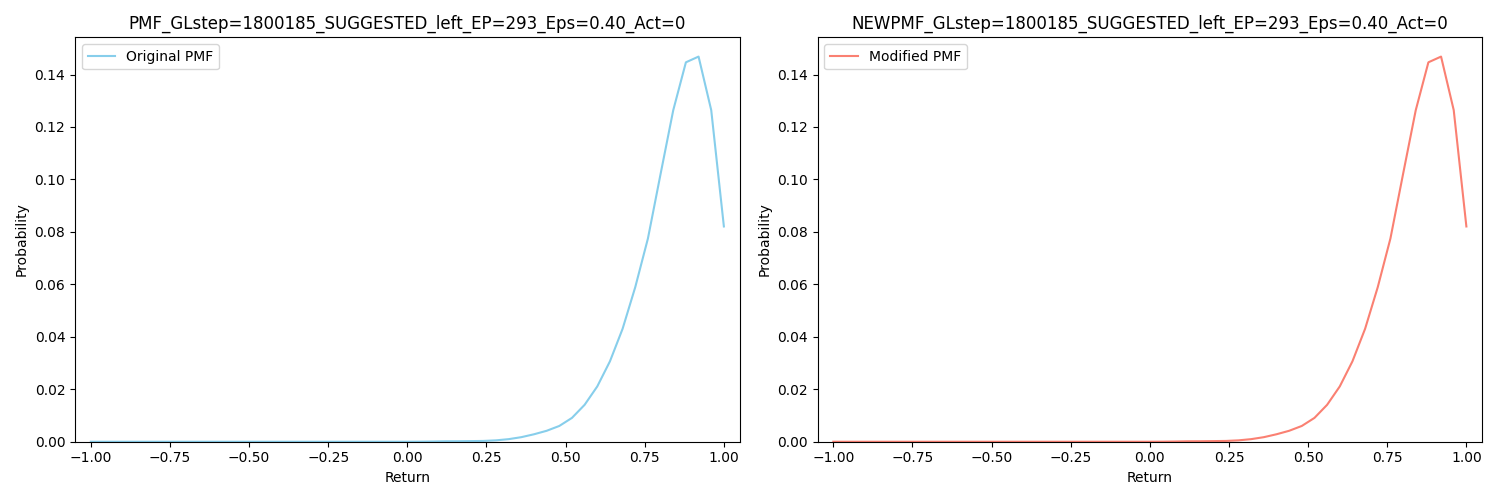 PMF_GLstep=1800185_SUGGESTED_left_EP=293_Eps=0.40_Act=0
Original PMF
Probability
0.14
0.12
0.10
0.08
0.06
0.04
0.02
0.00
−1.00 −0.75 −0.50 −0.25 0.00 0.25 0.50 0.75 1.00
Return
NEWPMF_GLstep=1800185_SUGGESTED_left_EP=293_Eps=0.40_Act=0
Modified PMF
Probability
0.14
0.12
0.10
0.08
0.06
0.04
0.02
0.00
−1.00 −0.75 −0.50 −0.25 0.00 0.25 0.50 0.75 1.00
Return